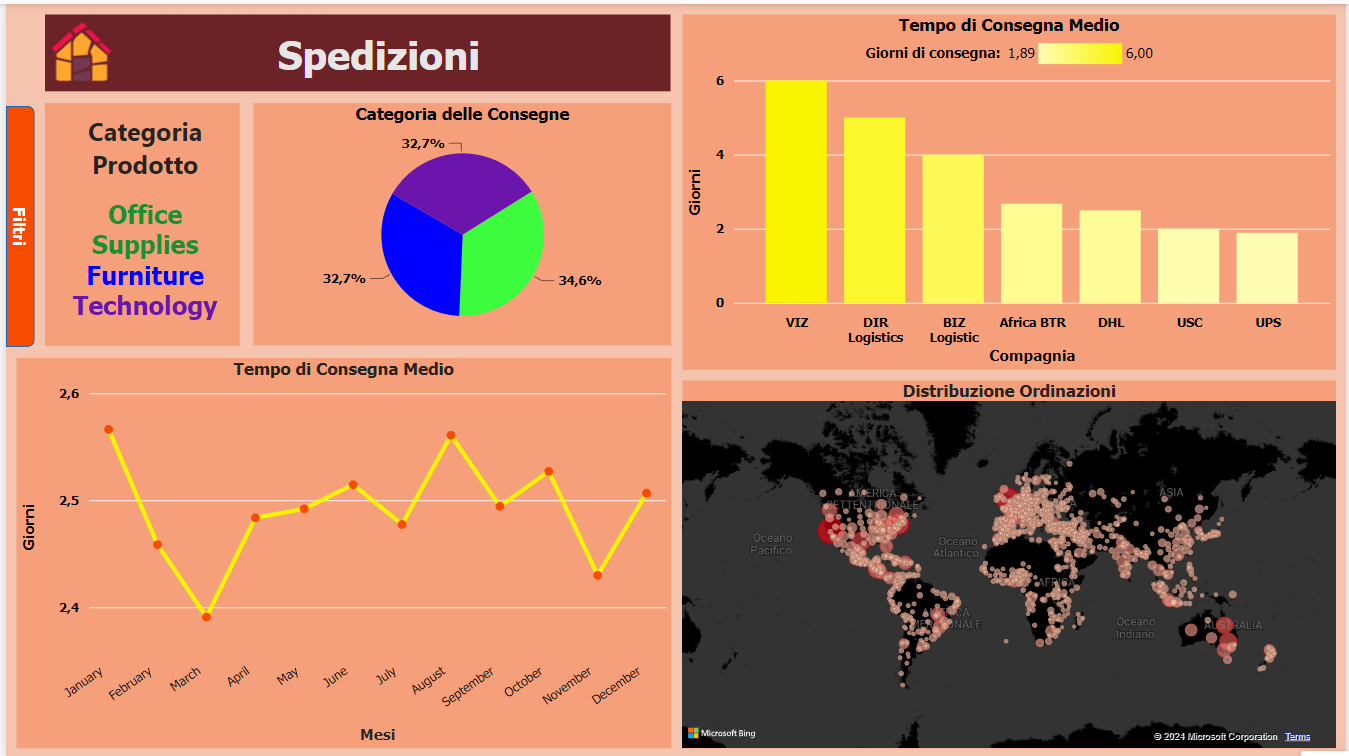 Spedizioni
Filtri
Categoria
Prodotto
Office
Supplies
Furniture
Technology
Categoria delle Consegne
32,7%
32,7%
34,6%
Tempo di Consegna Medio
Giorni di consegna: 1,89 6,00
Giorni
6
4
2
0
VIZ
DIR
Logistics
BIZ
Logistic
Africa BTR
DHL
USC
UPS
Compagnia
Tempo di Consegna Medio
Giorni
2,6
2,5
2,4
January
February
March
April
May
June
July
August
September
October
November
December
Mesi
Distribuzione Ordinazioni
AMERICA
SETTENTRIONALE
ASIA
Oceano
Pacifico
Oceano
Atlantico
AFRICA
AMERICA
MERIDIONALE
Oceano
Indiano
AUSTRALIA
Microsoft Bing
© 2024 Microsoft Corporation Terms